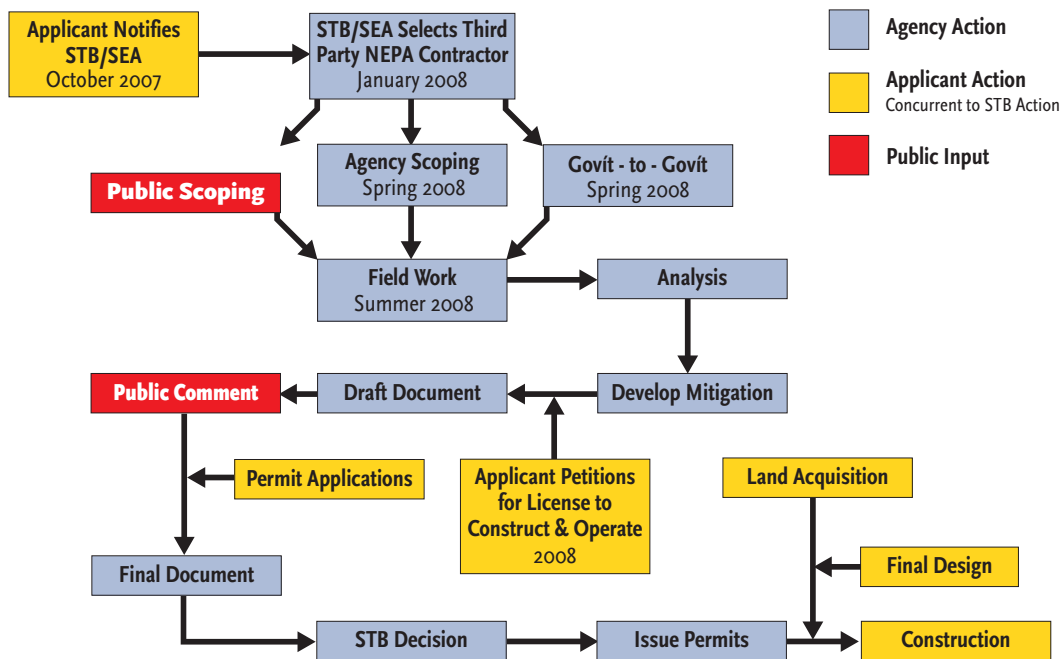 Applicant Notifies
STB/SEA
October 2007
STB/SEA Selects Third
Party NEPA Contractor
January 2008
Agency Action
Applicant Action
Concurrent to STB Action
Public Input
Public Scoping
Agency Scoping
Spring 2008
Govít - to - Govít
Spring 2008
Field Work
Summer 2008
Analysis
Public Comment
Draft Document
Develop Mitigation
Permit Applications
Applicant Petitions
for License to
Construct & Operate
2008
Land Acquisition
Final Design
Final Document
STB Decision
Issue Permits
Construction